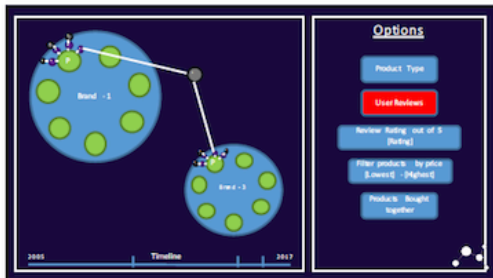 P
Brand - 1
P
Brand - 3
2005
Timeline
2017
Options
Product Type
User Reviews
Review Rating out of 5
[Rating]
Filter products by price
[Lowest] - [Highest]
Products Bought
together